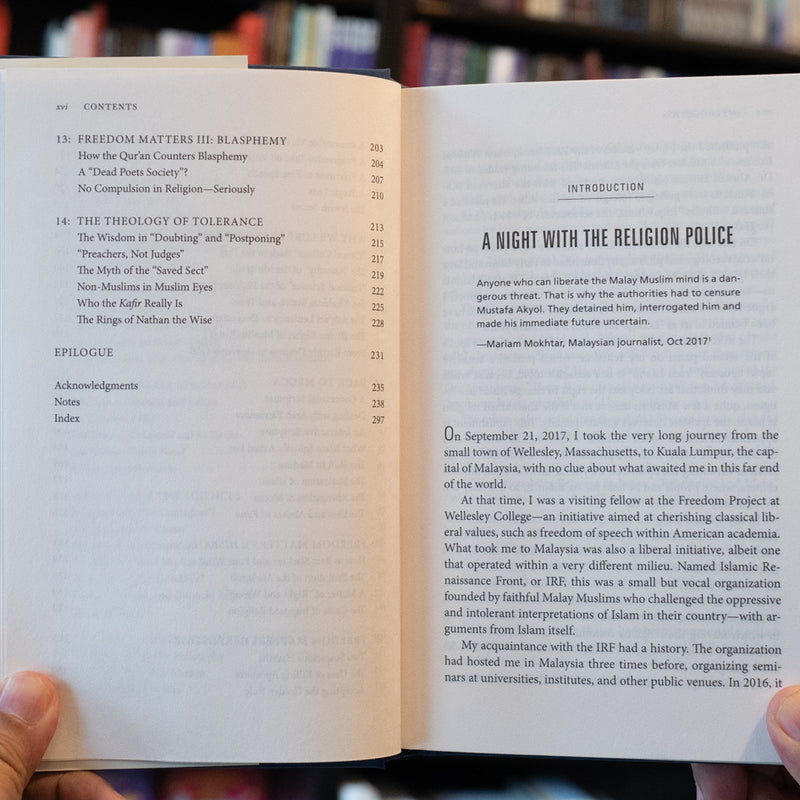 xvi CONTENTS
13: FREEDOM MATTERS III: BLASPHEMY 203
How the Qur'an Counters Blasphemy 204
A “Dead Poets Society”? 207
No Compulsion in Religion—Seriously 210
14: THE THEOLOGY OF TOLERANCE 213
The Wisdom in “Doubting” and “Postponing” 215
“Preachers, Not Judges” 217
The Myth of the “Saved Sect” 219
Non-Muslims in Muslim Eyes 222
Who the Kafir Really Is 225
The Rings of Nathan the Wise 228
EPILOGUE 231
Acknowledgments 235
Notes 238
Index 297
INTRODUCTION
A NIGHT WITH THE RELIGION POLICE
Anyone who can liberate the Malay Muslim mind is a dan-
gerous threat. That is why the authorities had to censure
Mustafa Akyol. They detained him, interrogated him and
made his immediate future uncertain.
—Mariam Mokhtar, Malaysian journalist, Oct 2017¹
On September 21, 2017, I took the very long journey from the
small town of Wellesley, Massachusetts, to Kuala Lumpur, the cap-
ital of Malaysia, with no clue about what awaited me in this far end
of the world.
At that time, I was a visiting fellow at the Freedom Project at
Wellesley College—an initiative aimed at cherishing classical lib-
eral values, such as freedom of speech within American academia.
What took me to Malaysia was also a liberal initiative, albeit one
that operated within a very different milieu. Named Islamic Re-
naissance Front, or IRF, this was a small but vocal organization
founded by faithful Malay Muslims who challenged the oppressive
and intolerant interpretations of Islam in their country—with ar-
guments from Islam itself.
My acquaintance with the IRF had a history. The organization
had hosted me in Malaysia three times before, organizing semi-
nars at universities, institutes, and other public venues. In 2016, it